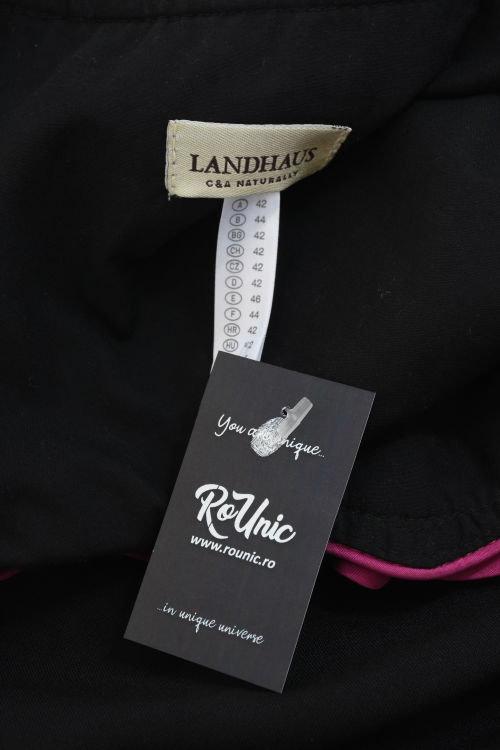 LANDHAUS
C&A NATURALLY
A 42
B 44
BG 42
CH 42
CZ 42
D 42
E 46
F 44
HR 42
HU 42
You are unique...
RoUnic
www.rounic.ro
...in unique universe